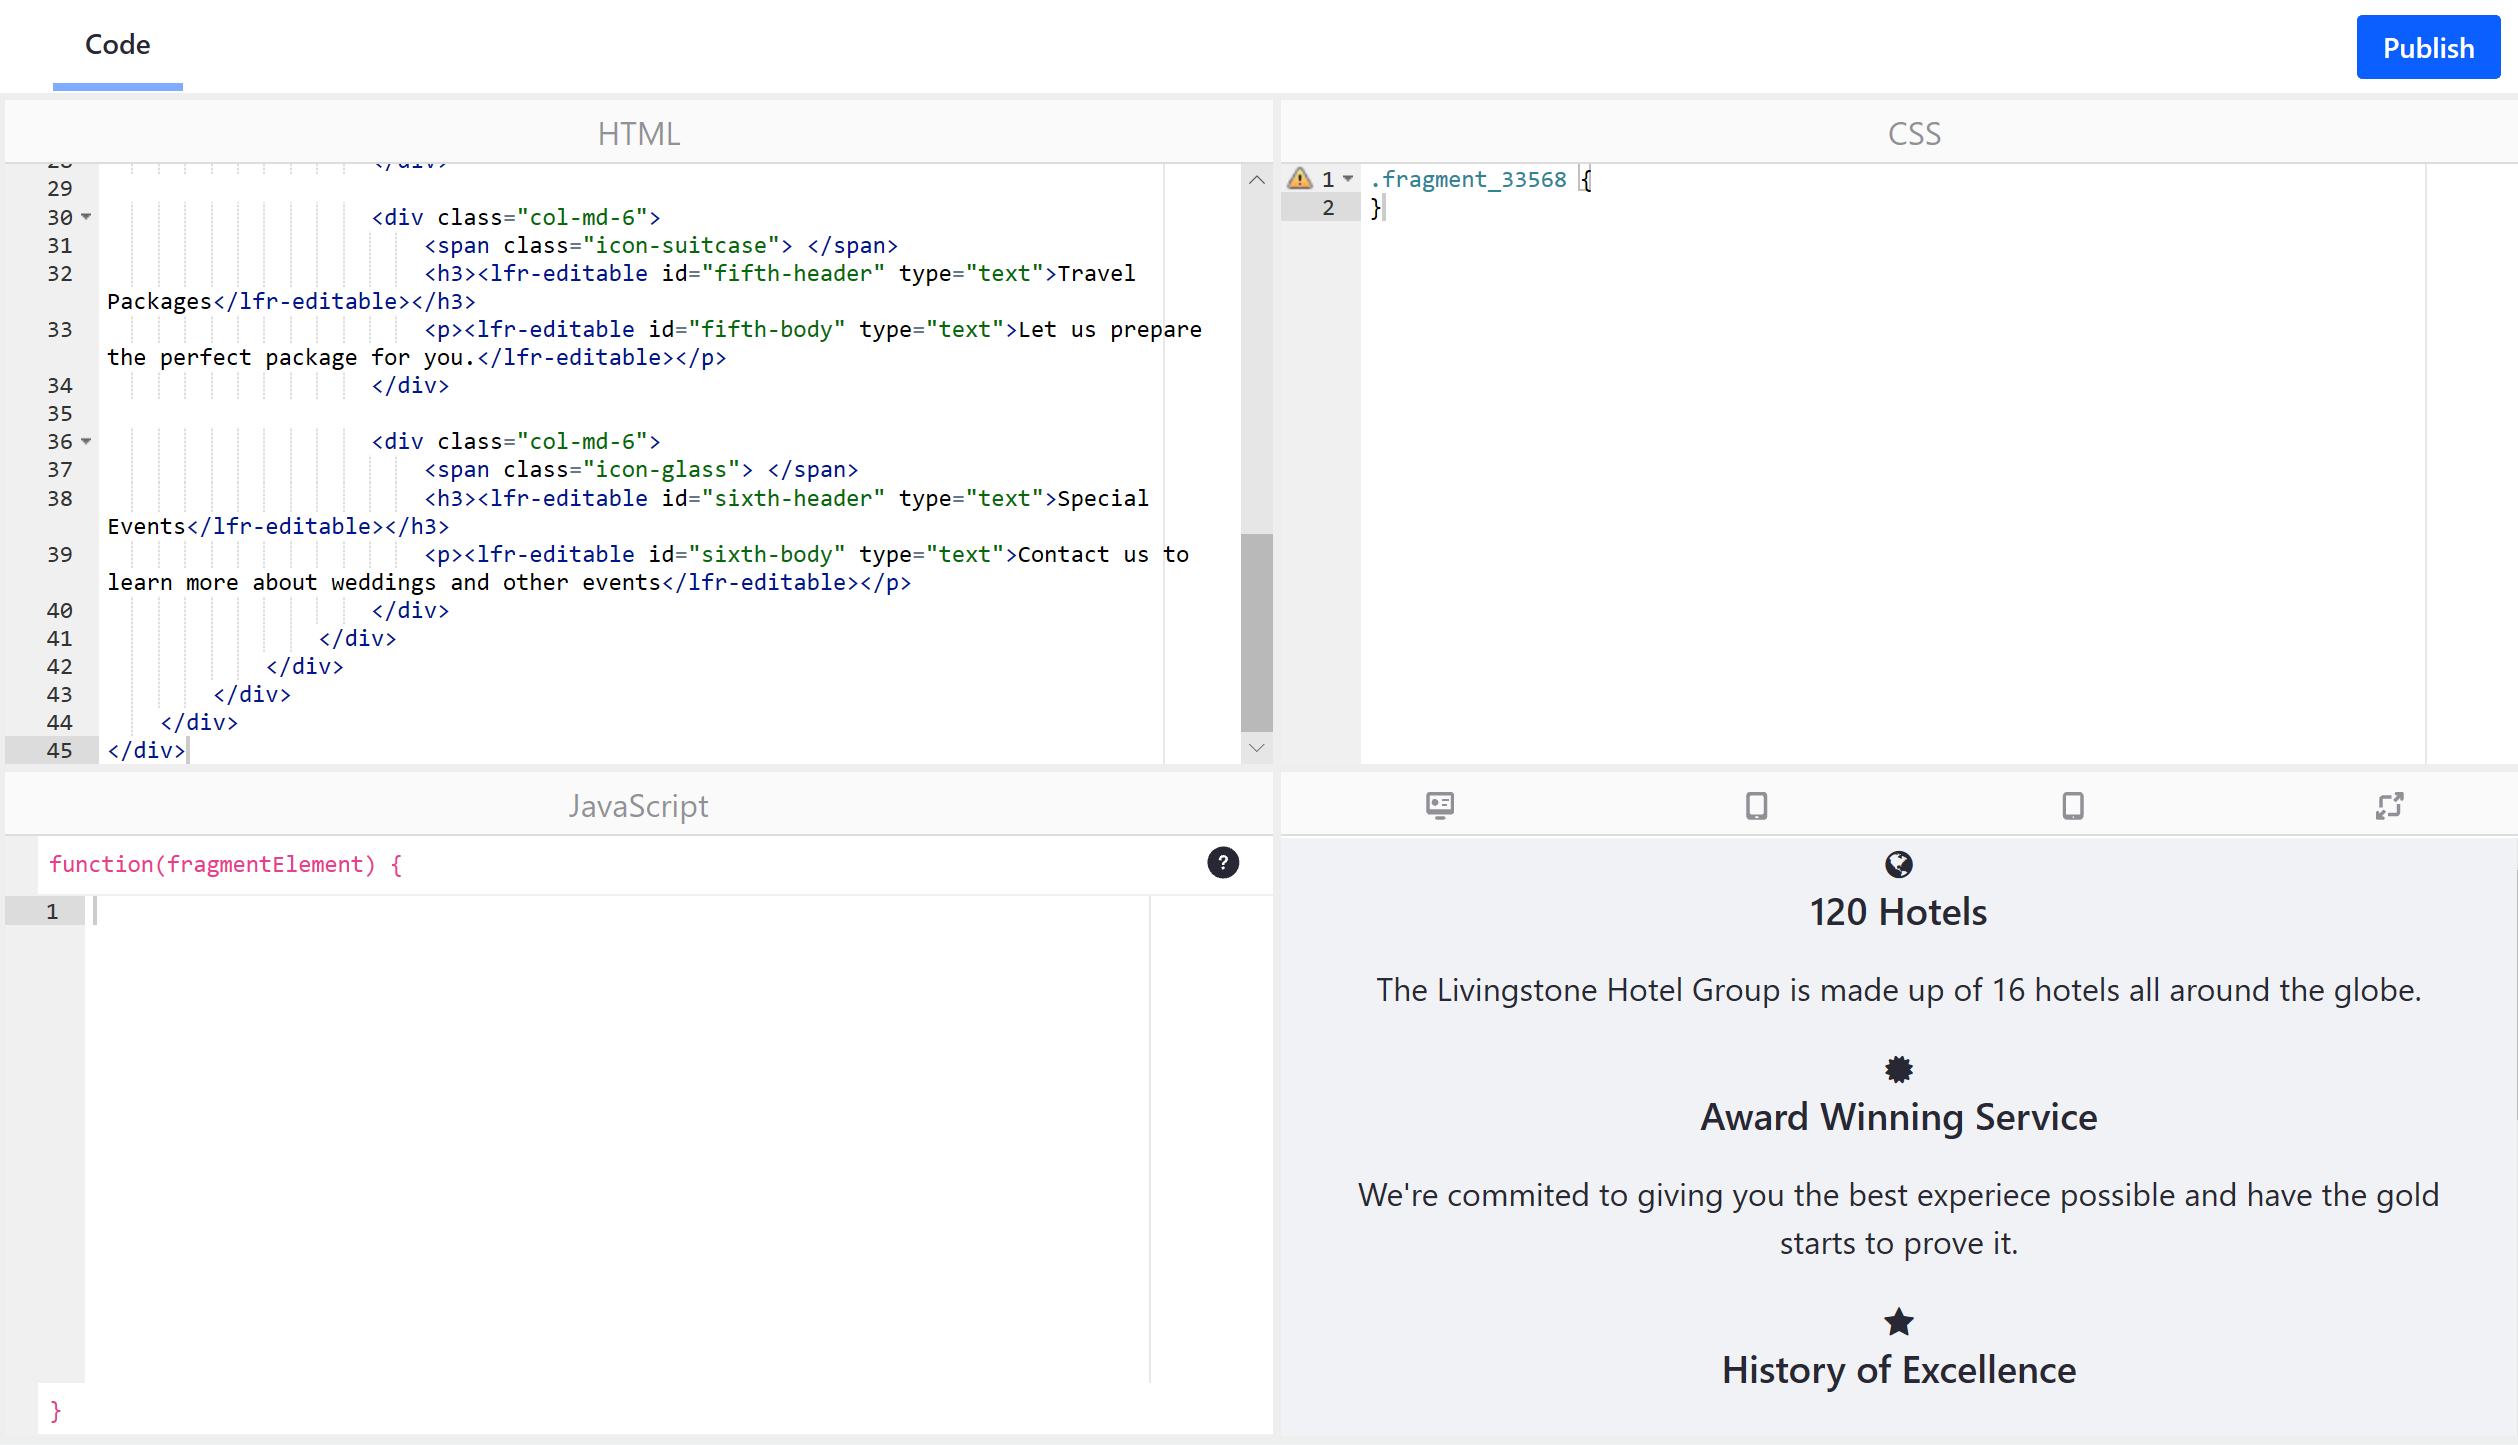 Code
Publish
HTML
CSS
28 </div>
29
30 <div class="col-md-6">
31 <span class="icon-suitcase"> </span>
32 <h3><lfr-editable id="fifth-header" type="text">Travel
Packages</lfr-editable></h3>
33 <p><lfr-editable id="fifth-body" type="text">Let us prepare
the perfect package for you.</lfr-editable></p>
34 </div>
35
36 <div class="col-md-6">
37 <span class="icon-glass"> </span>
38 <h3><lfr-editable id="sixth-header" type="text">Special
Events</lfr-editable></h3>
39 <p><lfr-editable id="sixth-body" type="text">Contact us to
learn more about weddings and other events</lfr-editable></p>
40 </div>
41 </div>
42 </div>
43 </div>
44 </div>
45 </div>
1 .fragment_33568 {
2 }
JavaScript
function(fragmentElement) {
?
1
}
120 Hotels
The Livingstone Hotel Group is made up of 16 hotels all around the globe.
Award Winning Service
We're commited to giving you the best experiece possible and have the gold
starts to prove it.
History of Excellence